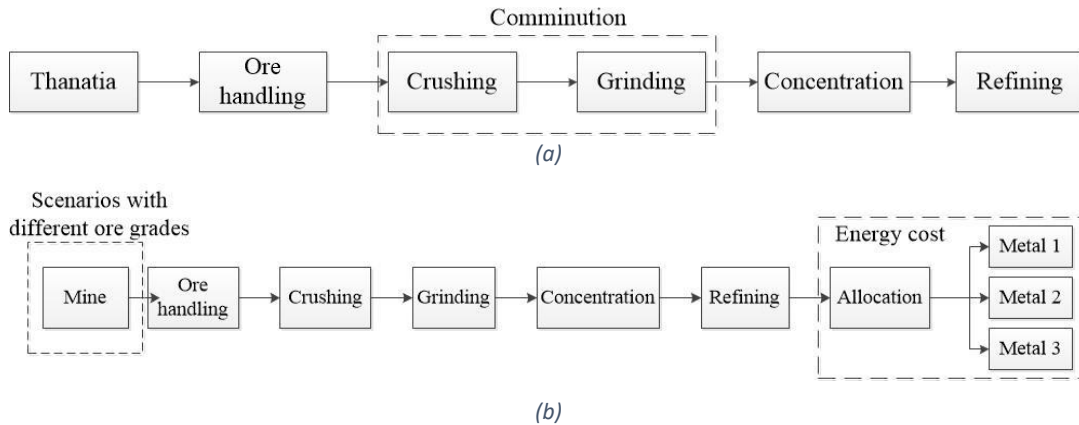 Comminution
Thanatia
Ore
handling
Crushing
Grinding
Concentration
Refining
(a)
Scenarios with
different ore grades
Mine
Ore
handling
Crushing
Grinding
Concentration
Refining
Energy cost
Allocation
Metal 1
Metal 2
Metal 3
(b)